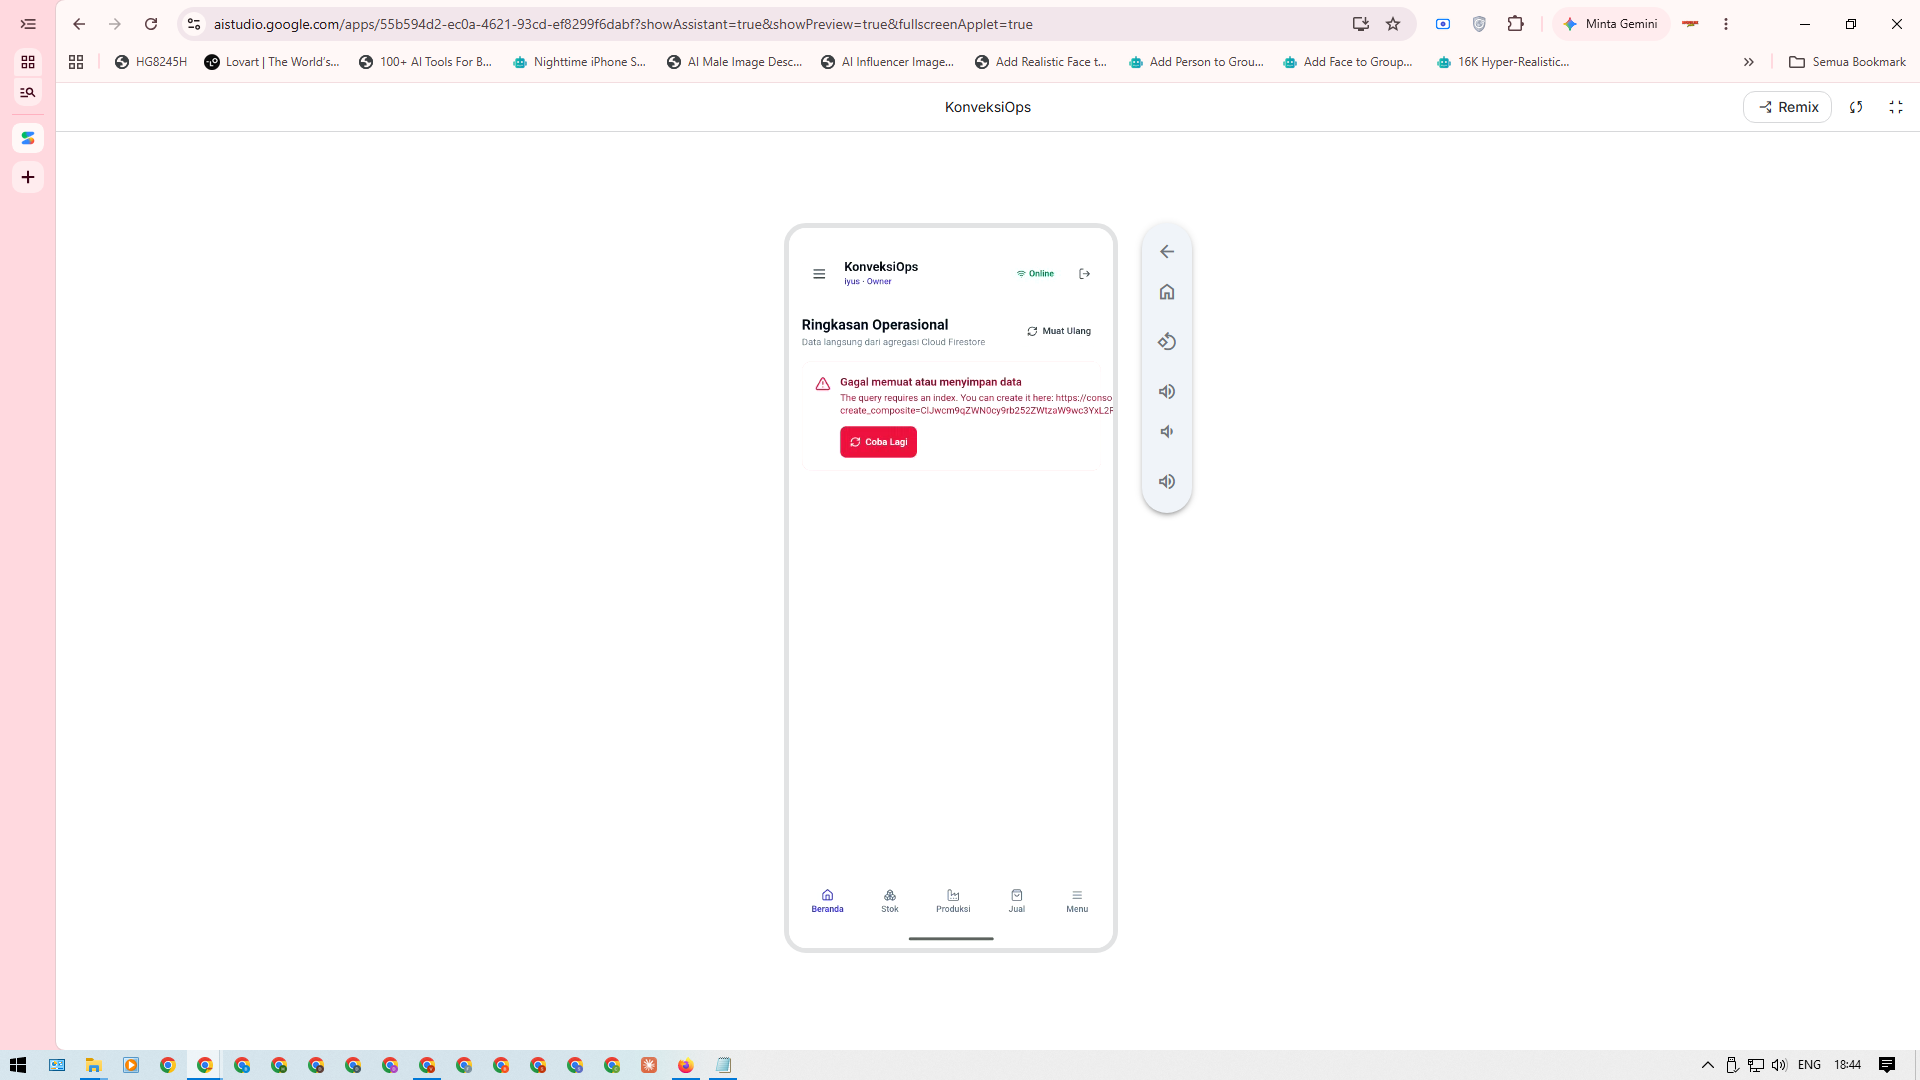 aistudio.google.com/apps/55b594d2-ec0a-4621-93cd-ef8299f6dabf?showAssistant=true&showPreview=true&fullscreenApplet=true
Minta Gemini
HG8245H
Lovart | The World's...
100+ AI Tools For B...
Nighttime iPhone S...
AI Male Image Desc...
AI Influencer Image...
Add Realistic Face t...
Add Person to Grou...
Add Face to Group...
16K Hyper-Realistic...
Semua Bookmark
KonveksiOps
Remix
KonveksiOps
iyus · Owner
Online
Ringkasan Operasional
Data langsung dari agregasi Cloud Firestore
Muat Ulang
Gagal memuat atau menyimpan data
The query requires an index. You can create it here: https://conso
create_composite=ClJwcm9qZWN0cy9rb252ZWtzaW9wc3YxL2F
Coba Lagi
Beranda
Stok
Produksi
Jual
Menu
ENG
18:44